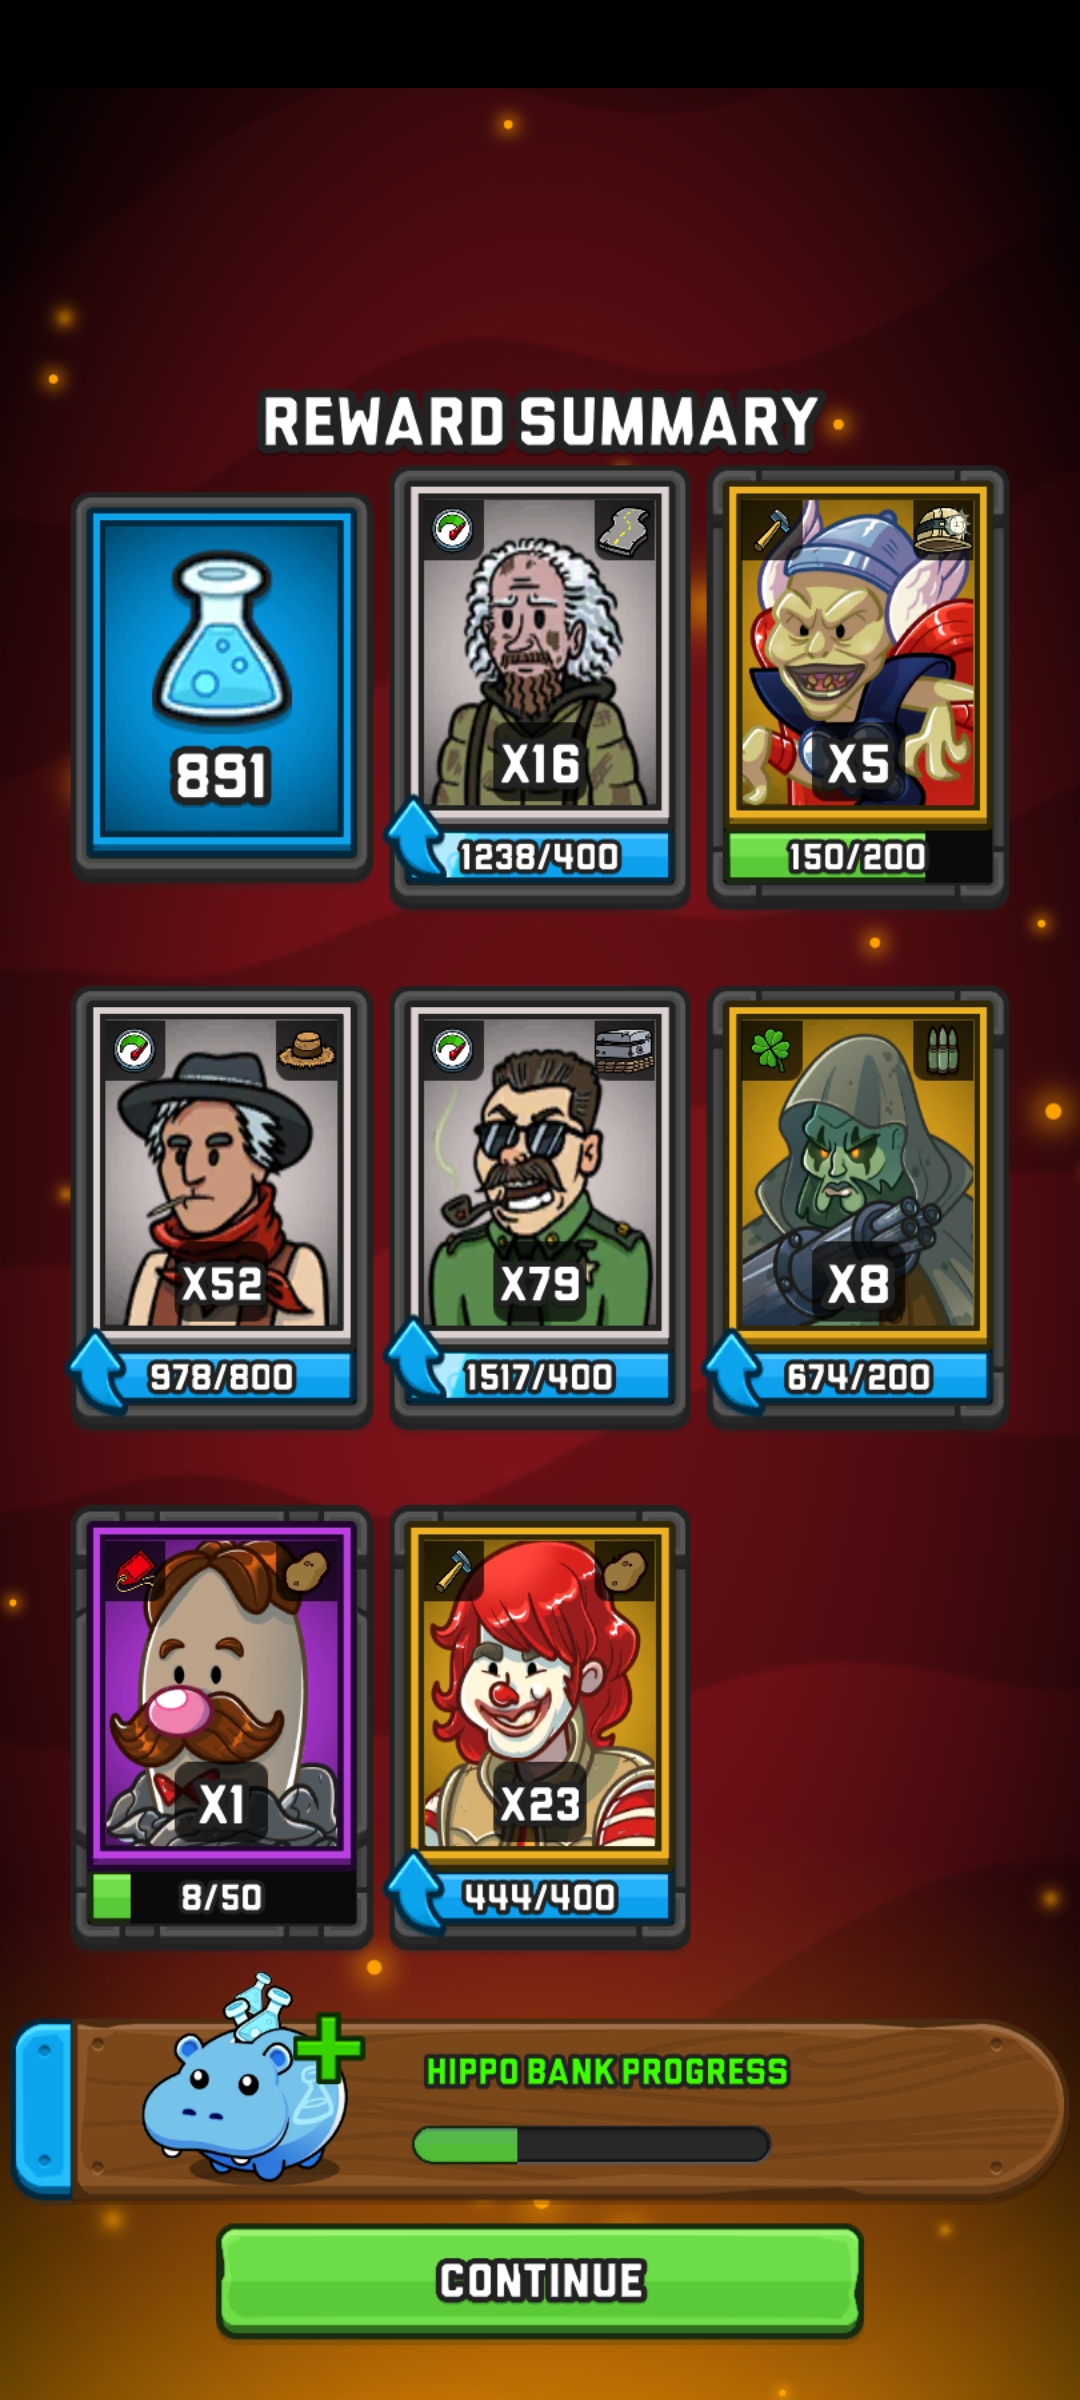 REWARD SUMMARY
891
X16
1238/400
X5
150/200
X52
978/800
X79
1517/400
X8
674/200
X1
8/50
X23
444/400
HIPPO BANK PROGRESS
CONTINUE